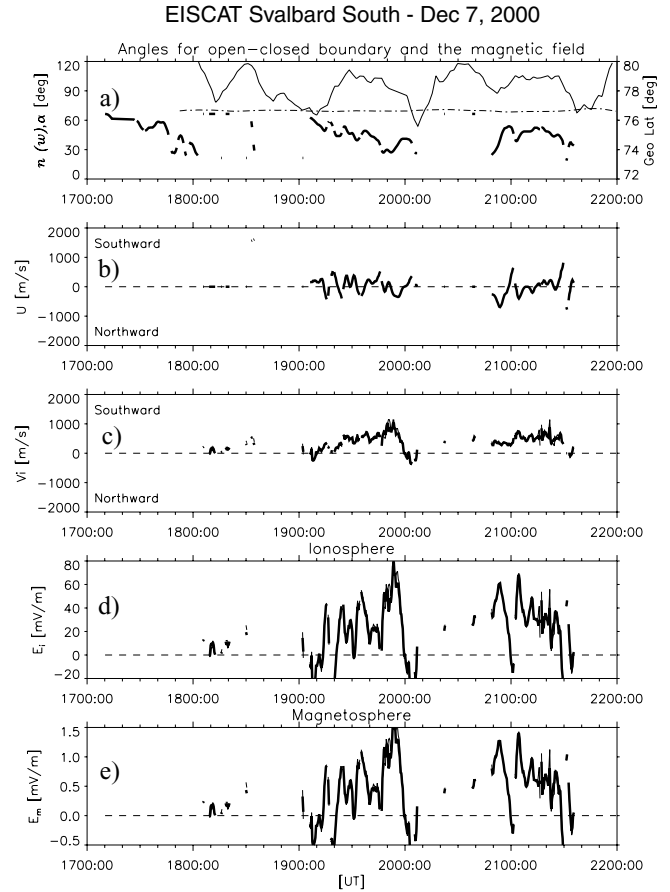 EISCAT Svalbard South - Dec 7, 2000
Angles for open-closed boundary and the magnetic field
a)
n (w),α [deg]
120
90
60
30
0
80
78
76
74
72
Geo Lat [deg]
1700:00 1800:00 1900:00 2000:00 2100:00 2200:00
b)
Southward
Northward
U [m/s]
2000
1000
0
-1000
-2000
1700:00 1800:00 1900:00 2000:00 2100:00 2200:00
c)
Southward
Northward
Vi [m/s]
2000
1000
0
-1000
-2000
1700:00 1800:00 1900:00 2000:00 2100:00 2200:00
Ionosphere
d)
Ei [mV/m]
80
60
40
20
0
-20
1700:00 1800:00 1900:00 2000:00 2100:00 2200:00
Magnetosphere
e)
Em [mV/m]
1.5
1.0
0.5
0.0
-0.5
1700:00 1800:00 1900:00 2000:00 2100:00 2200:00
[UT]